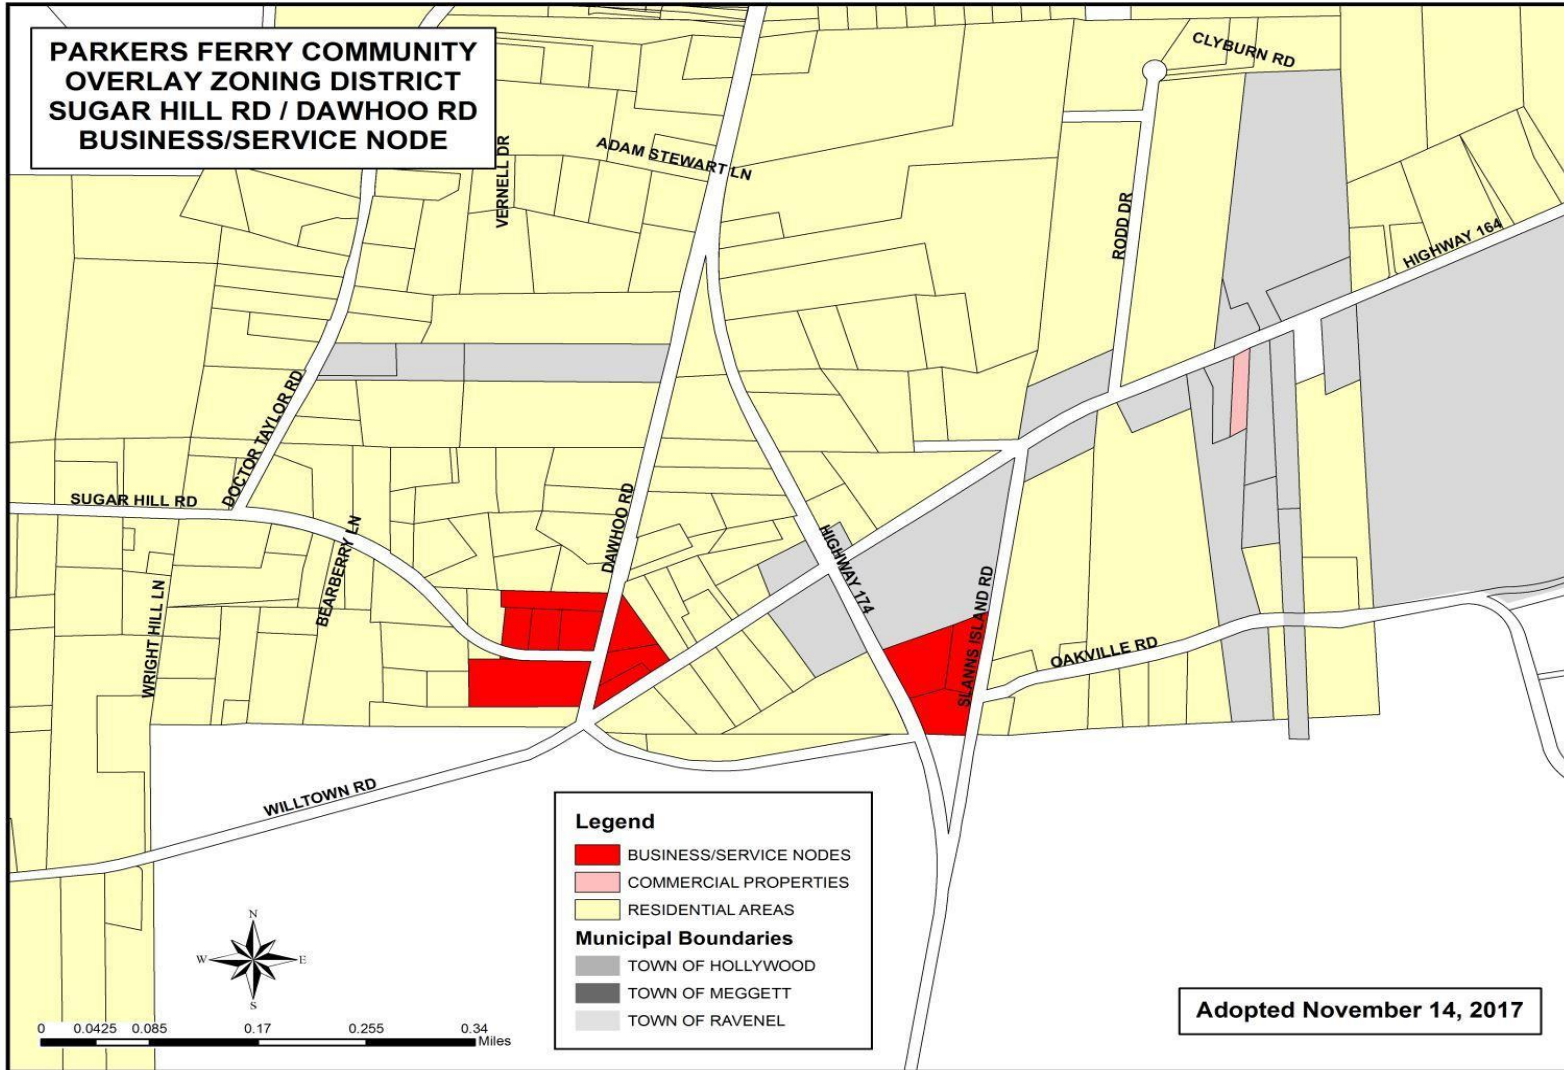 PARKERS FERRY COMMUNITY
OVERLAY ZONING DISTRICT
SUGAR HILL RD / DAWHOO RD
BUSINESS/SERVICE NODE
CLYBURN RD
ADAM STEWART LN
VERNELL DR
RODD DR
HIGHWAY 164
DOCTOR TAYLOR RD
SUGAR HILL RD
DAWHOO RD
BEARBERRY LN
HIGHWAY 174
WRIGHT HILL LN
SLANNS ISLAND RD
OAKVILLE RD
WILLTOWN RD
Legend
BUSINESS/SERVICE NODES
COMMERCIAL PROPERTIES
RESIDENTIAL AREAS
Municipal Boundaries
TOWN OF HOLLYWOOD
TOWN OF MEGGETT
TOWN OF RAVENEL
N
W E
S
0 0.0425 0.085 0.17 0.255 0.34
Miles
Adopted November 14, 2017